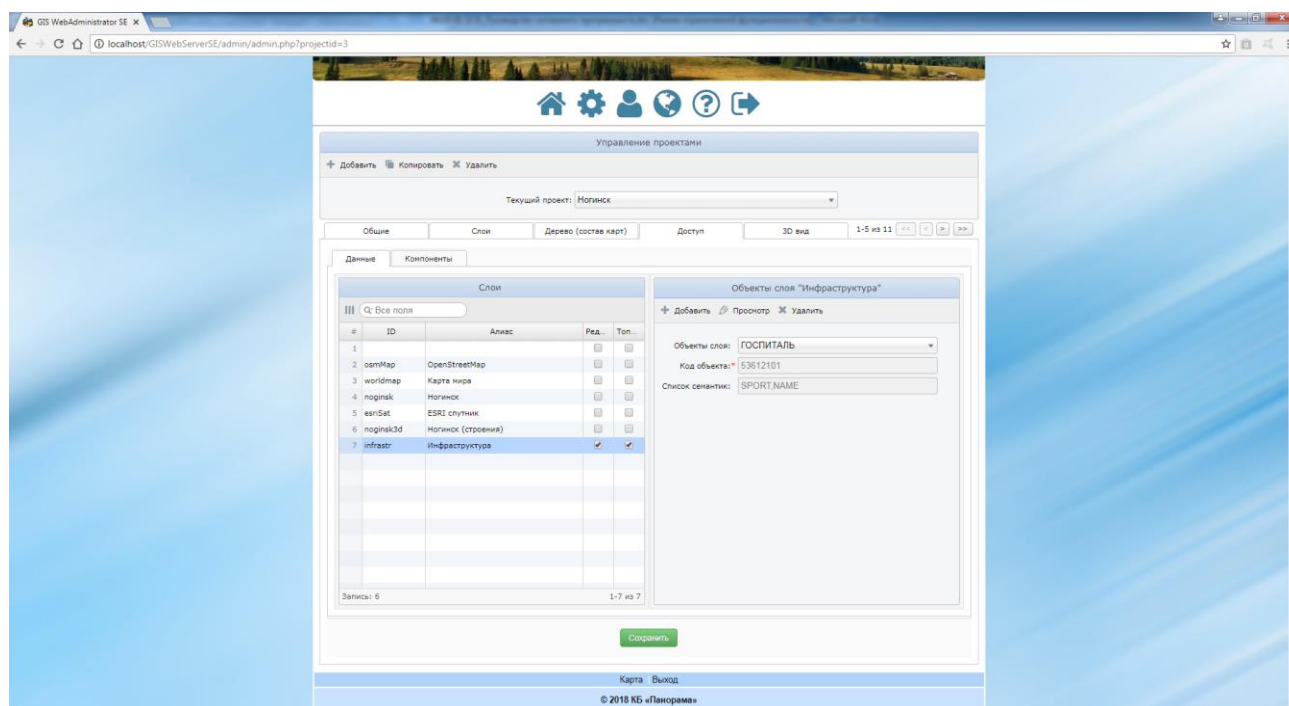 GIS WebAdministrator SE
localhost/GISWebServerSE/admin/admin.php?projectid=3
Управление проектами
Добавить Копировать Удалить
Текущий проект: Ногинск
Общие Слои Дерево (состав карт) Доступ 3D вид 1-5 из 11 << < > >>
Данные Компоненты
Слои
Все поля
# ID Алиас Ред... Топ...
1
2 osmMap OpenStreetMap
3 worldmap Карта мира
4 noginsk Ногинск
5 esriSat ESRI спутник
6 noginsk3d Ногинск (строения)
7 infrastr Инфраструктура
Запись: 6 1-7 из 7
Объекты слоя "Инфраструктура"
Добавить Просмотр Удалить
Объекты слоя: ГОСПИТАЛЬ
Код объекта:* 53612101
Список семантик: SPORT,NAME
Сохранить
Карта Выход
© 2018 КБ «Панорама»